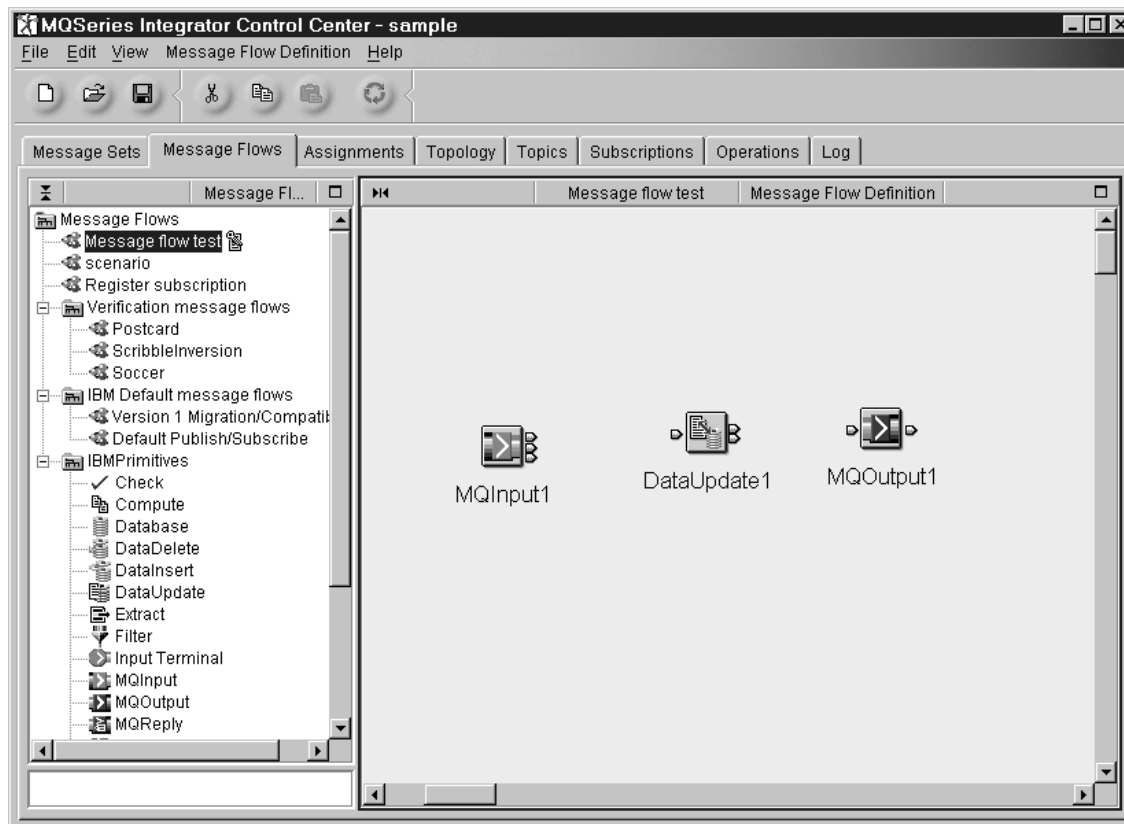 MQSeries Integrator Control Center - sample
File Edit View Message Flow Definition Help
Message Sets Message Flows Assignments Topology Topics Subscriptions Operations Log
Message Fl...
Message flow test Message Flow Definition
Message Flows
Message flow test
scenario
Register subscription
Verification message flows
Postcard
ScribbleInversion
Soccer
IBM Default message flows
Version 1 Migration/Compatib
Default Publish/Subscribe
IBMPrimitives
Check
Compute
Database
DataDelete
DataInsert
DataUpdate
Extract
Filter
Input Terminal
MQInput
MQOutput
MQReply
MQInput1
DataUpdate1
MQOutput1